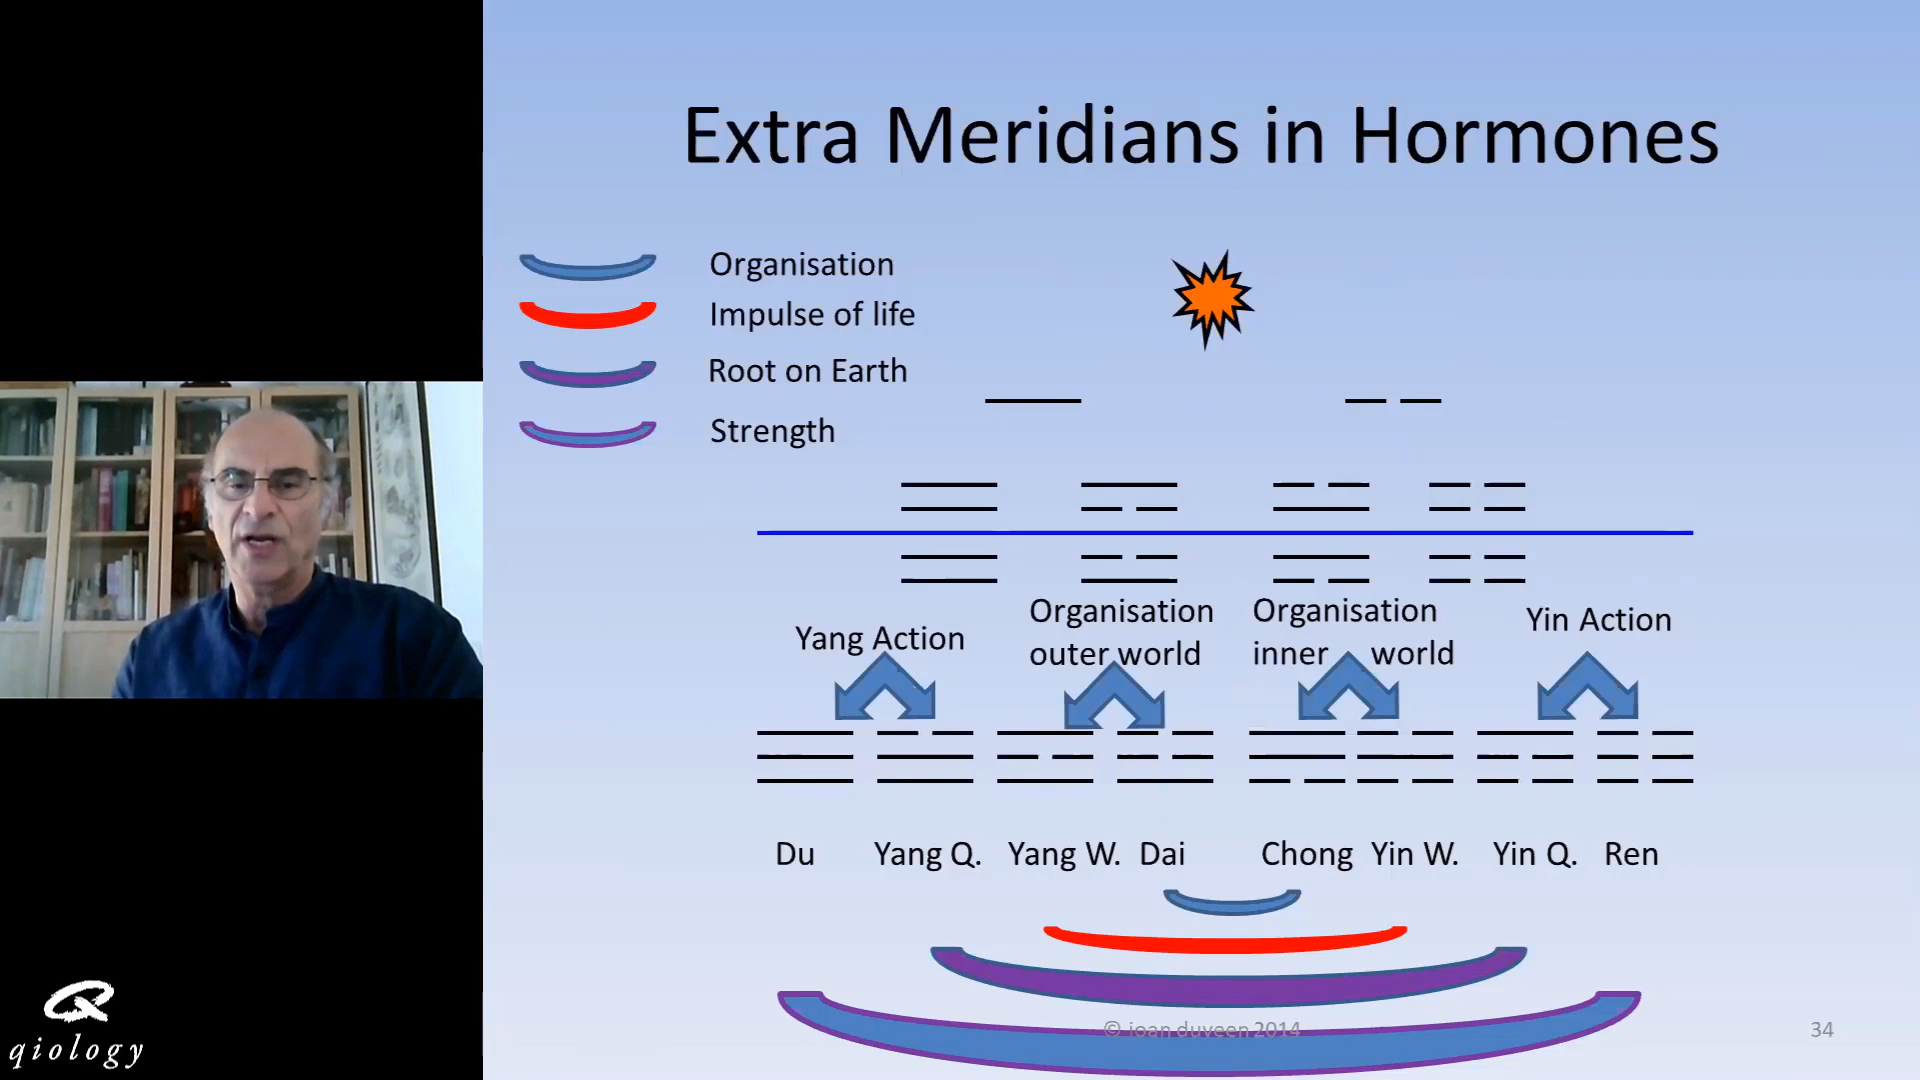 Extra Meridians in Hormones
Organisation
Impulse of life
Root on Earth
Strength
Yang Action
Organisation
outer world
Organisation
inner world
Yin Action
Du Yang Q. Yang W. Dai Chong Yin W. Yin Q. Ren
© joan duveen 2014
34
qiology